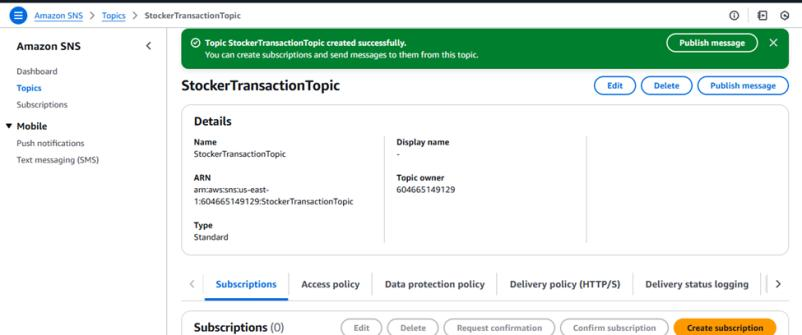 Amazon SNS > Topics > StockerTransactionTopic
Amazon SNS
Dashboard
Topics
Subscriptions
Mobile
Push notifications
Text messaging (SMS)
Topic StockerTransactionTopic created successfully.
You can create subscriptions and send messages to them from this topic.
Publish message
StockerTransactionTopic
Edit
Delete
Publish message
Details
Name
StockerTransactionTopic
Display name
-
ARN
arn:aws:sns:us-east-
1:604665149129:StockerTransactionTopic
Topic owner
604665149129
Type
Standard
Subscriptions
Access policy
Data protection policy
Delivery policy (HTTP/S)
Delivery status logging
Subscriptions (0)
Edit
Delete
Request confirmation
Confirm subscription
Create subscription